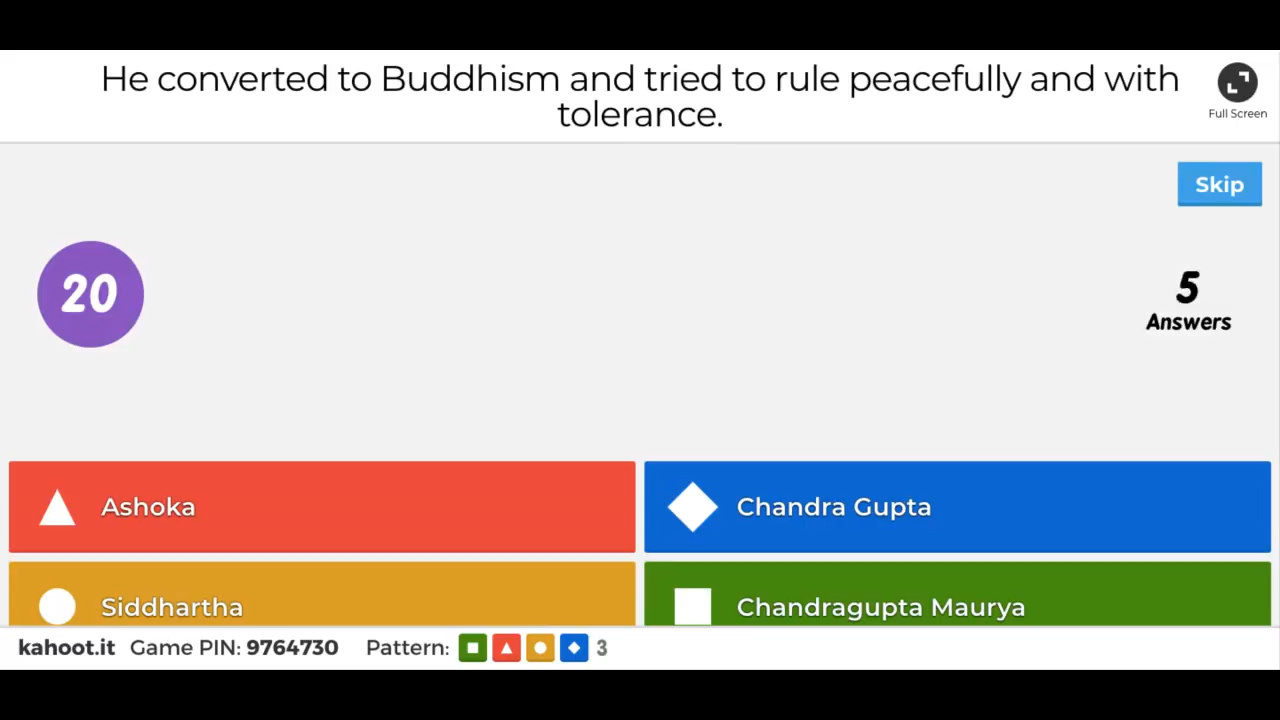 He converted to Buddhism and tried to rule peacefully and with
tolerance.
Full Screen
Skip
20
5
Answers
Ashoka
Chandra Gupta
Siddhartha
Chandragupta Maurya
kahoot.it Game PIN: 9764730 Pattern: 3